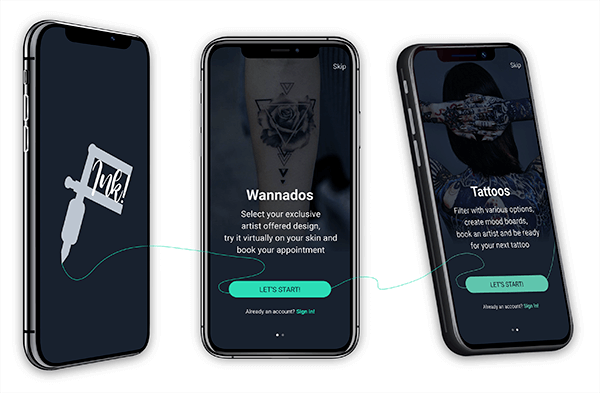 Ink!
Skip
Wannados
Select your exclusive
artist offered design,
try it virtually on your skin and
book your appointment
LET'S START!
Already an account? Sign in!
Skip
Tattoos
Filter with various options,
create mood boards,
book an artist and be ready
for your next tattoo
LET'S START!
Already an account? Sign in!